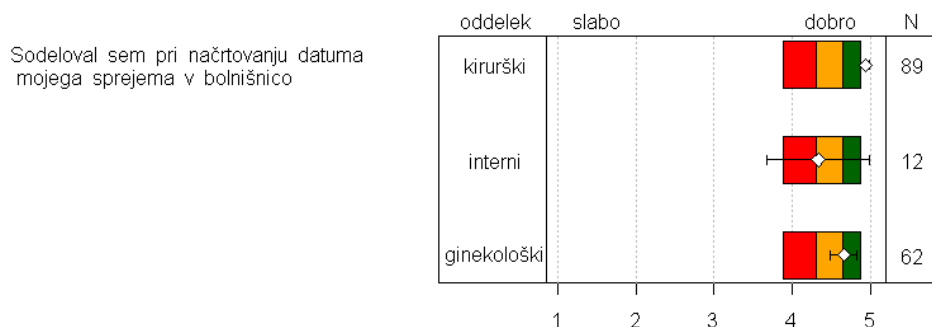 oddelek slabo dobro N
Sodeloval sem pri načrtovanju datuma
mojega sprejema v bolnišnico
kirurški 89
interni 12
ginekološki 62
1 2 3 4 5